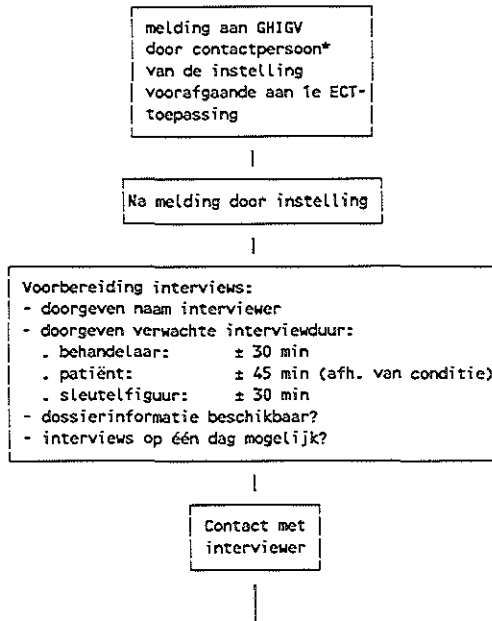 melding aan GHIGV
door contactpersoon*
van de instelling
voorafgaande aan 1e ECT-
toepassing
Na melding door instelling
Voorbereiding interviews:
- doorgeven naam interviewer
- doorgeven verwachte interviewduur:
. behandelaar: ± 30 min
. patiënt: ± 45 min (afh. van conditie)
. sleutelfiguur: ± 30 min
- dossierinformatie beschikbaar?
- interviews op één dag mogelijk?
Contact met
interviewer